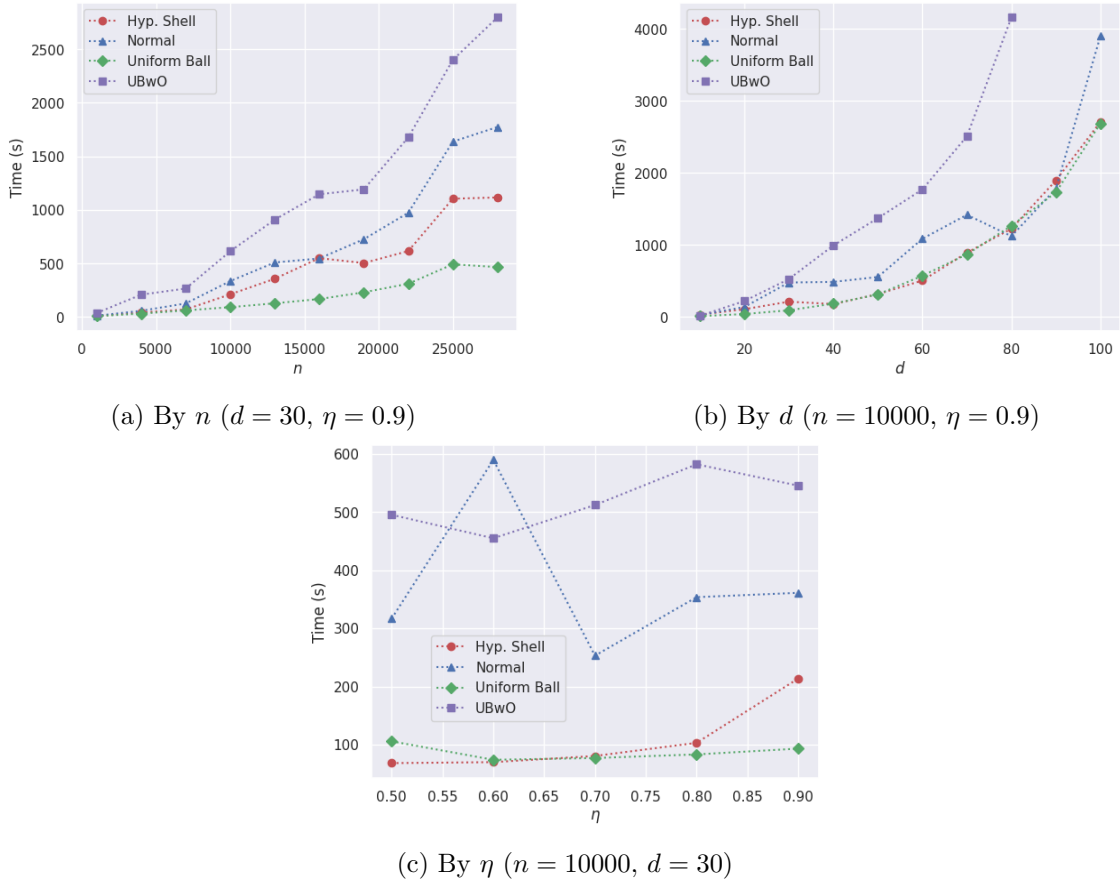 Hyp. Shell
Normal
Uniform Ball
UBwO
Time (s)
2500
2000
1500
1000
500
0
0 5000 10000 15000 20000 25000
n
(a) By n (d = 30, η = 0.9)
Hyp. Shell
Normal
Uniform Ball
UBwO
Time (s)
4000
3000
2000
1000
0
20 40 60 80 100
d
(b) By d (n = 10000, η = 0.9)
600
500
400
300
200
100
Time (s)
Hyp. Shell
Normal
Uniform Ball
UBwO
0.50 0.55 0.60 0.65 0.70 0.75 0.80 0.85 0.90
η
(c) By η (n = 10000, d = 30)